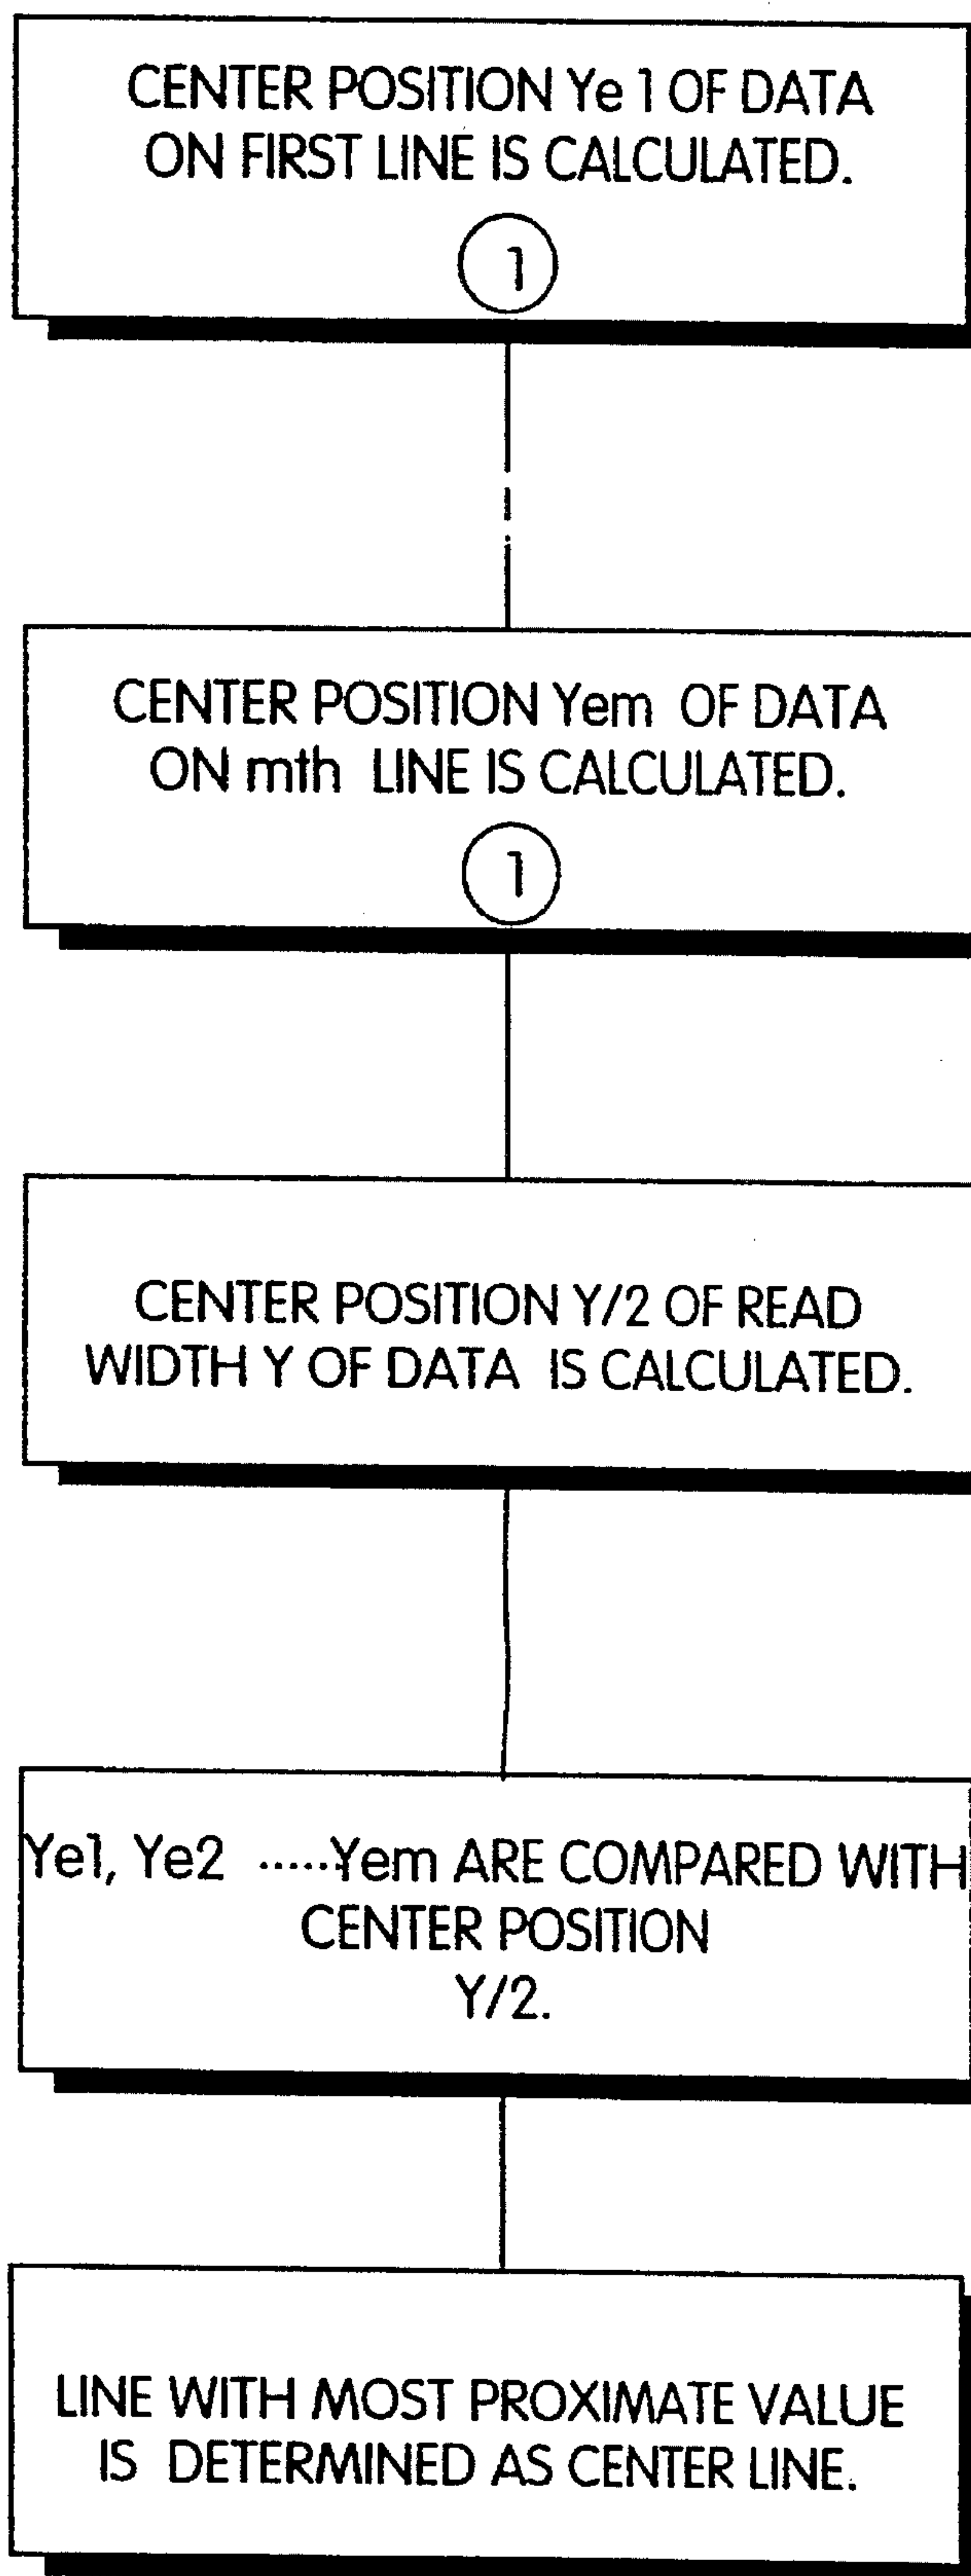 CENTER POSITION Ye 1 OF DATA
ON FIRST LINE IS CALCULATED.
1
CENTER POSITION Yem OF DATA
ON mth LINE IS CALCULATED.
1
CENTER POSITION Y/2 OF READ
WIDTH Y OF DATA IS CALCULATED.
Ye1, Ye2 ......Yem ARE COMPARED WITH
CENTER POSITION
Y/2.
LINE WITH MOST PROXIMATE VALUE
IS DETERMINED AS CENTER LINE.